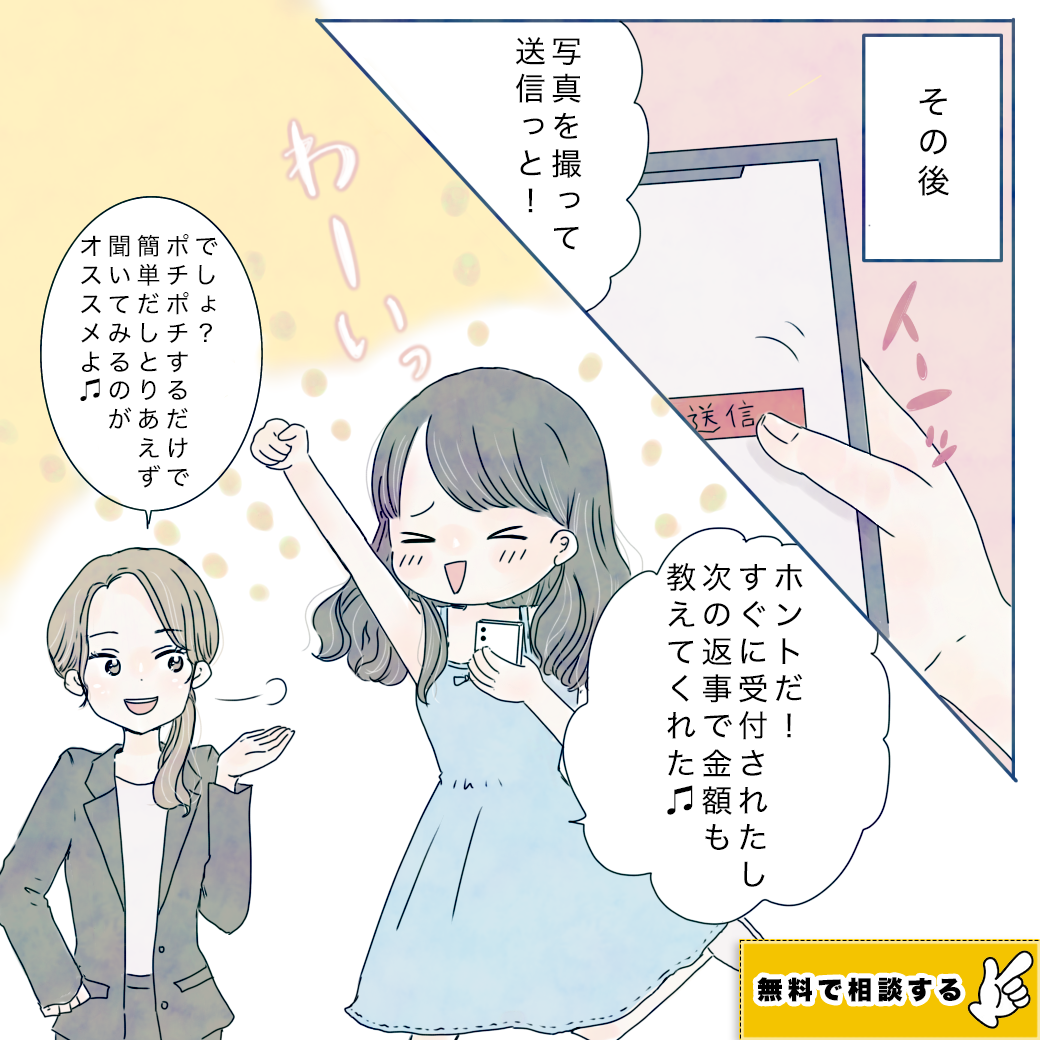 その後
写真を撮って
送信っと！
送信
わーいっ
ホントだ！
すぐに受付されたし
次の返事で金額も
教えてくれた♫
でしょ？
ポチポチするだけで
簡単だしとりあえず
聞いてみるのが
オススメよ♫
無料で相談する